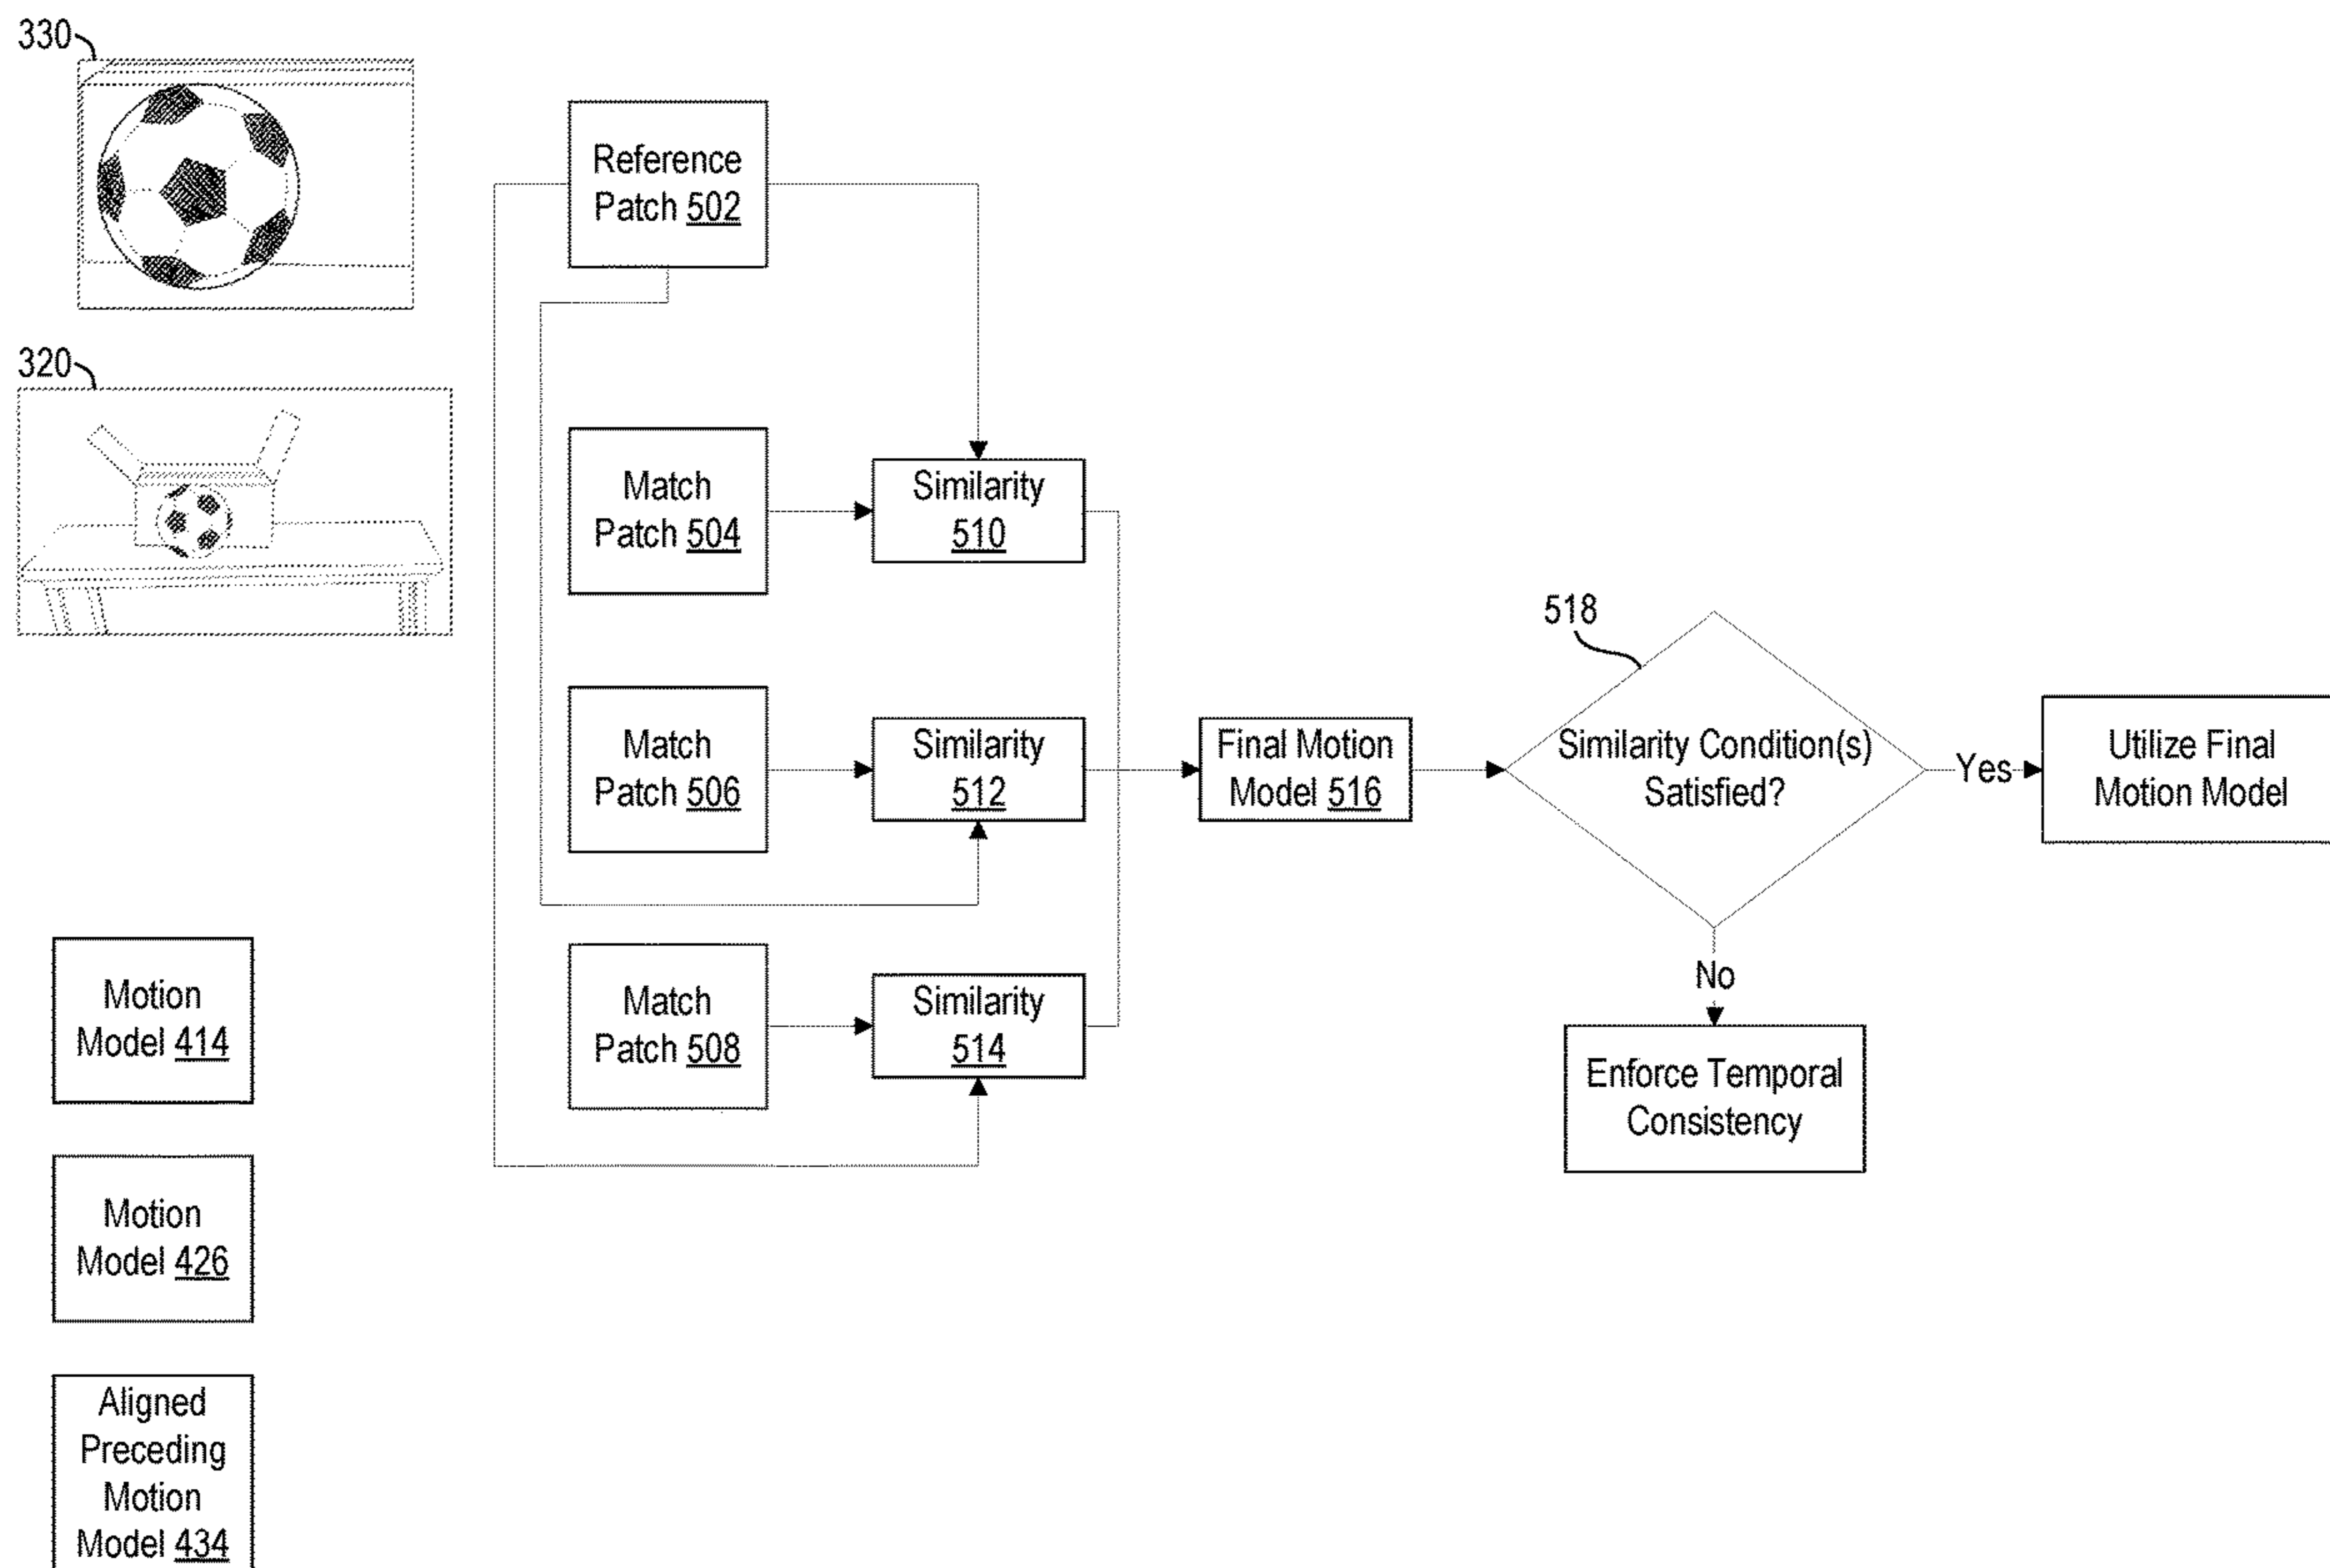 330
320
Reference
Patch 502
Match
Patch 504
Similarity
510
Match
Patch 506
Similarity
512
Match
Patch 508
Similarity
514
Final Motion
Model 516
518
Similarity Condition(s)
Satisfied?
Yes
Utilize Final
Motion Model
No
Enforce Temporal
Consistency
Motion
Model 414
Motion
Model 426
Aligned
Preceding
Motion
Model 434